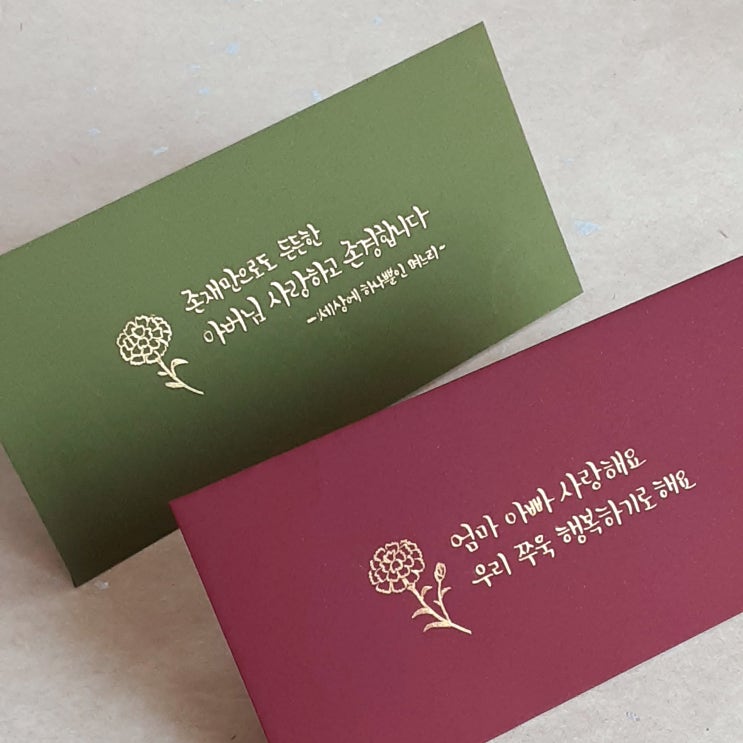 존재만으로도 든든한
아버님 사랑하고 존경합니다
-세상에 하나뿐인 며느리-
엄마 아빠 사랑해요
우리 쭈욱 행복하기로해요